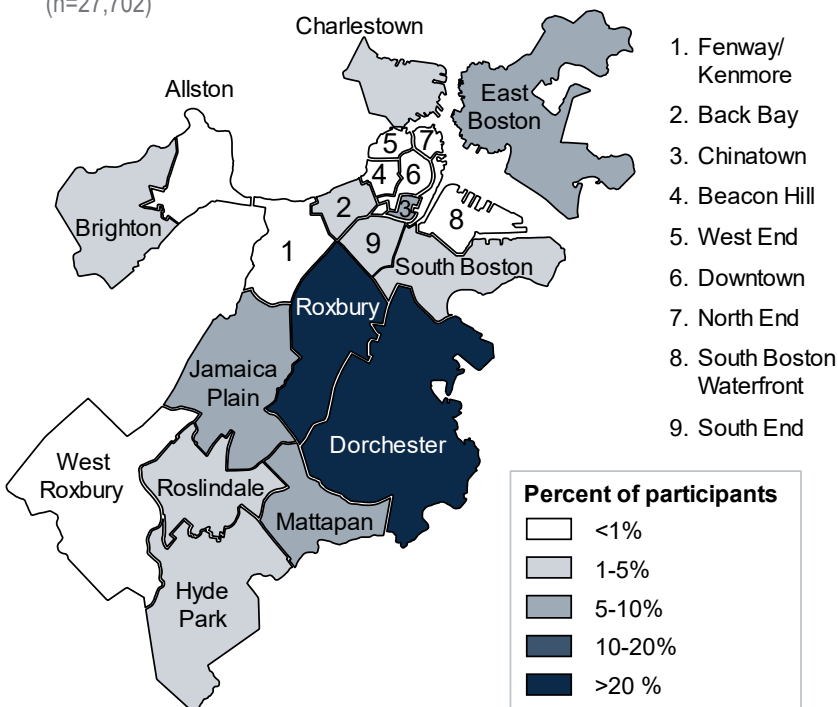 (n=27,702)
Charlestown
Allston
East
Boston
5
7
4
6
2
3
8
Brighton
1
9
South Boston
Roxbury
Jamaica
Plain
Dorchester
West
Roxbury
Roslindale
Mattapan
Hyde
Park
1. Fenway/
Kenmore
2. Back Bay
3. Chinatown
4. Beacon Hill
5. West End
6. Downtown
7. North End
8. South Boston
Waterfront
9. South End
Percent of participants
<1%
1-5%
5-10%
10-20%
>20 %